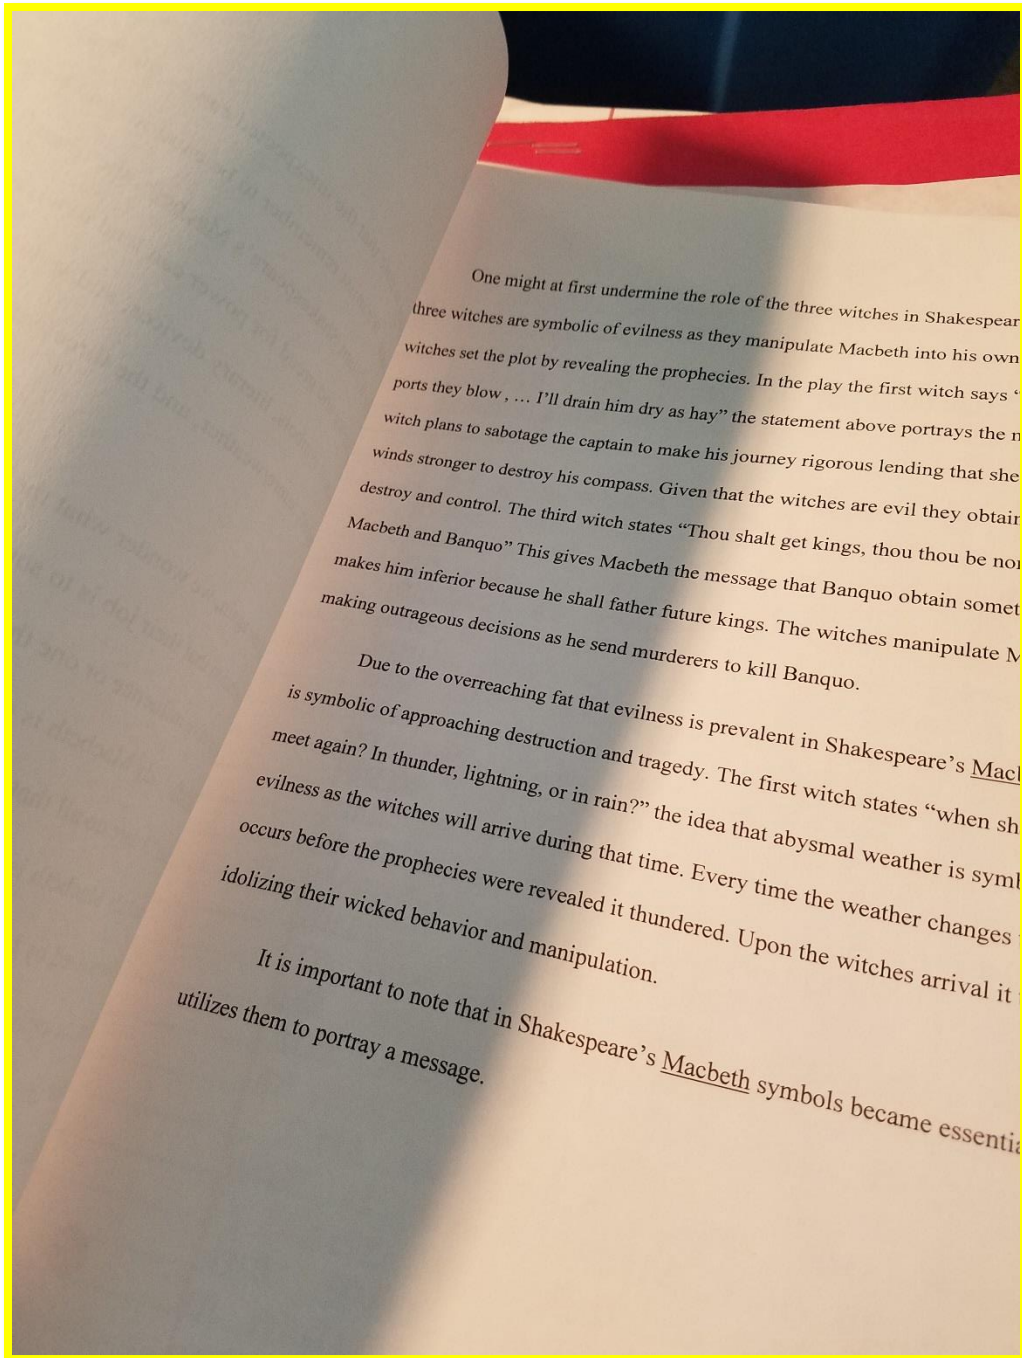 One might at first undermine the role of the three witches in Shakespear
three witches are symbolic of evilness as they manipulate Macbeth into his own
witches set the plot by revealing the prophecies. In the play the first witch says “
ports they blow , … I’ll drain him dry as hay” the statement above portrays the
witch plans to sabotage the captain to make his journey rigorous lending that she
winds stronger to destroy his compass. Given that the witches are evil they obtain
destroy and control. The third witch states “Thou shalt get kings, thou thou be
Macbeth and Banquo” This gives Macbeth the message that Banquo obtain
makes him inferior because he shall father future kings. The witches manipulate
making outrageous decisions as he send murderers to kill Banquo.
Due to the overreaching fat that evilness is prevalent in Shakespeare’s
is symbolic of approaching destruction and tragedy. The first witch states “when
meet again? In thunder, lightning, or in rain?” the idea that abysmal weather is
evilness as the witches will arrive during that time. Every time the weather changes
occurs before the prophecies were revealed it thundered. Upon the witches arrival it
idolizing their wicked behavior and manipulation.
It is important to note that in Shakespeare’s Macbeth symbols became
utilizes them to portray a message.